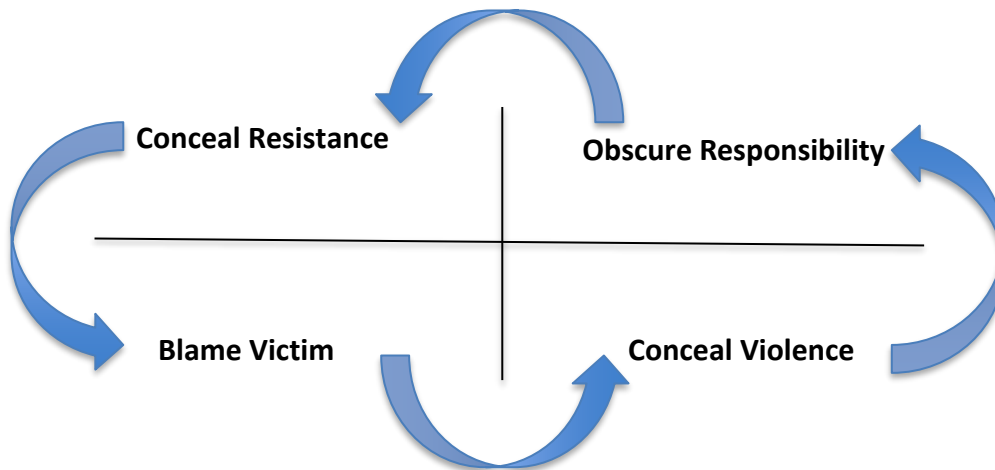 Conceal Resistance
Obscure Responsibility
Blame Victim
Conceal Violence